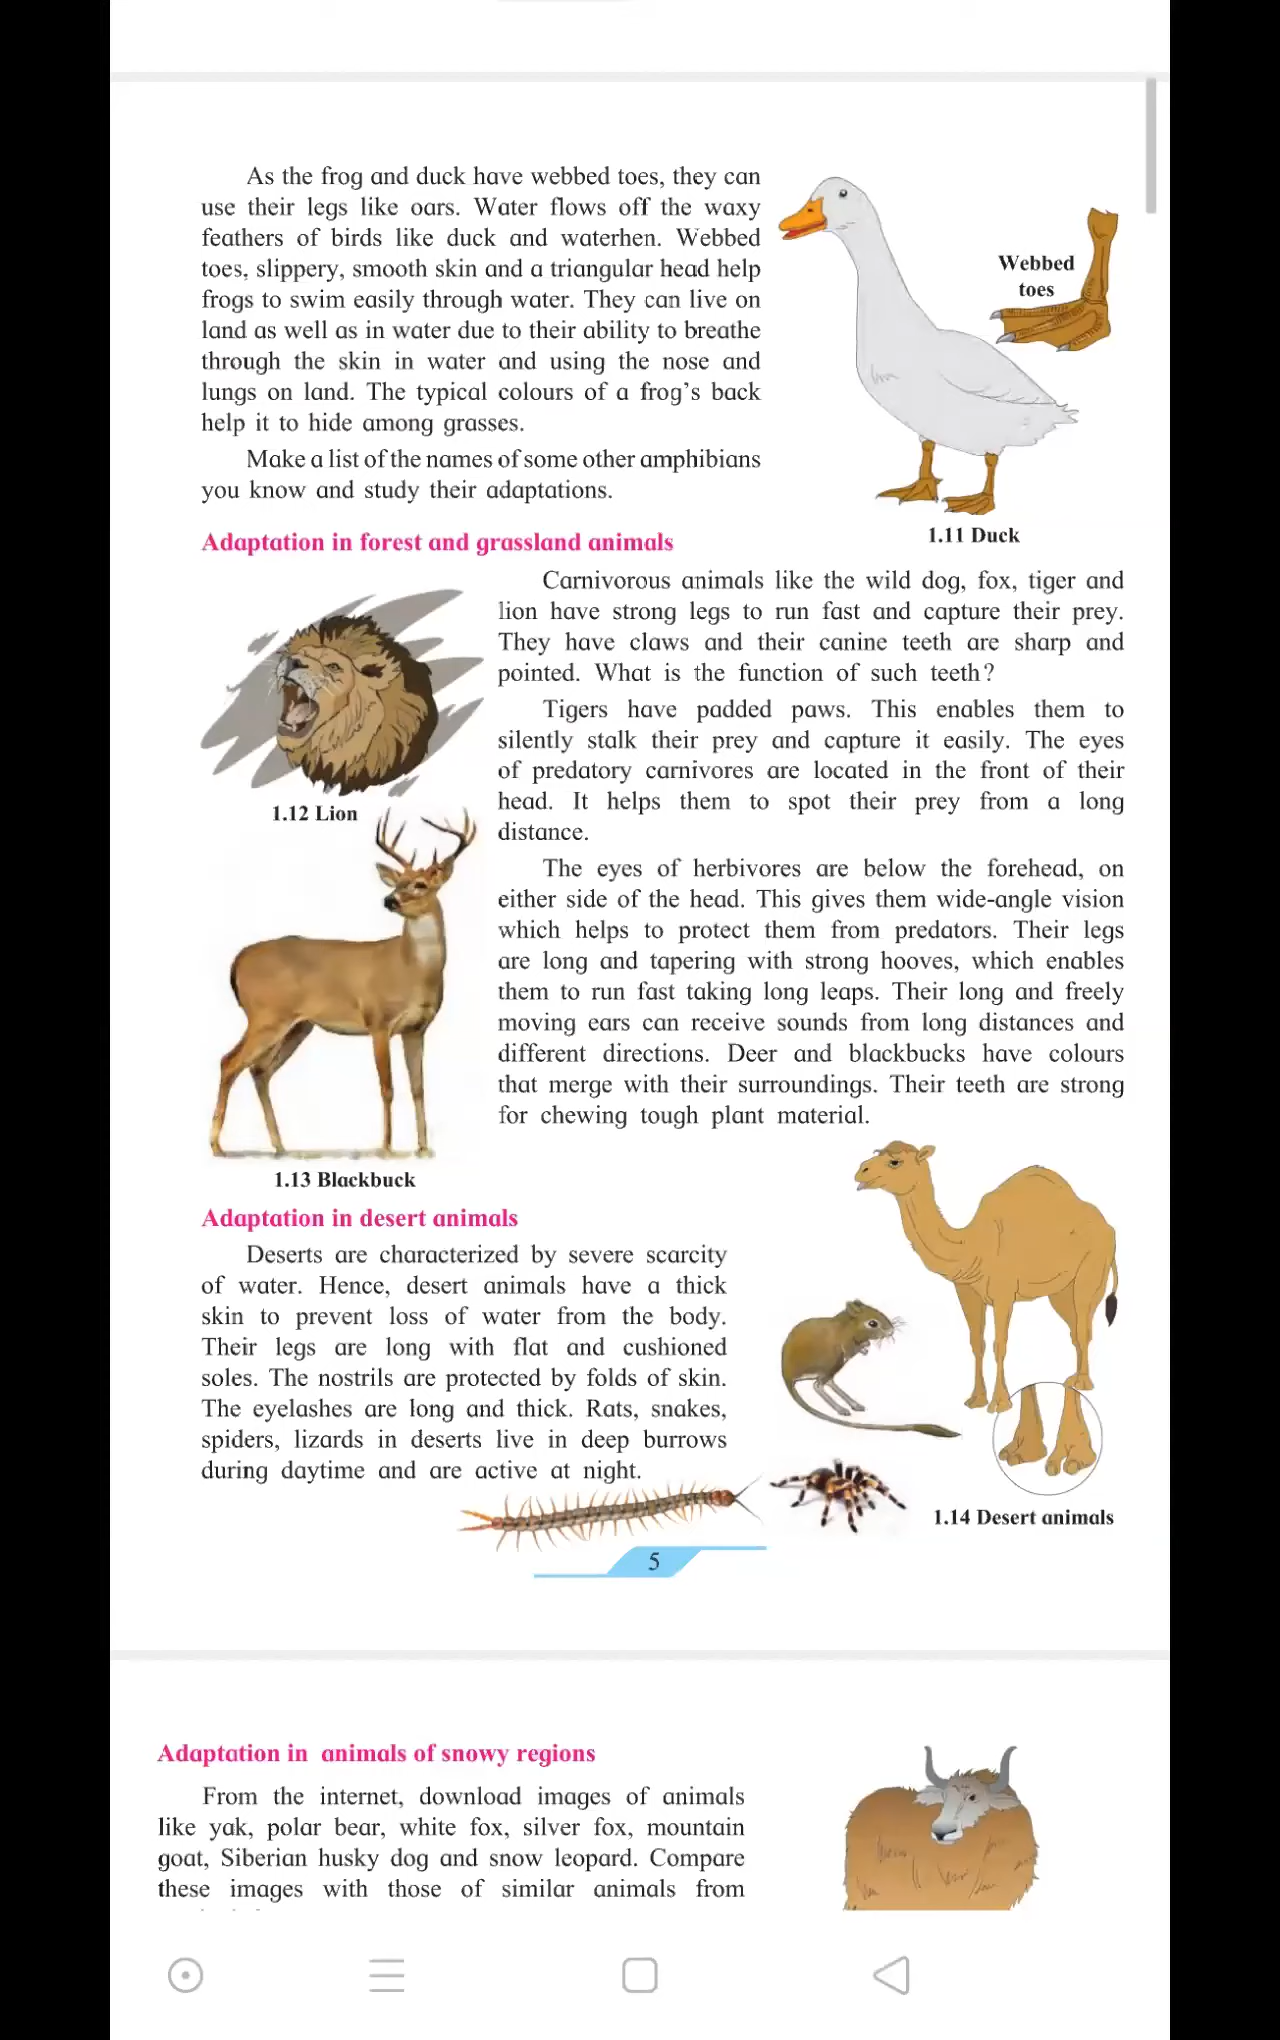 As the frog and duck have webbed toes, they can
use their legs like oars. Water flows off the waxy
feathers of birds like duck and waterhen. Webbed
toes, slippery, smooth skin and a triangular head help
frogs to swim easily through water. They can live on
land as well as in water due to their ability to breathe
through the skin in water and using the nose and
lungs on land. The typical colours of a frog's back
help it to hide among grasses.
Make a list of the names of some other amphibians
you know and study their adaptations.
Webbed
toes
1.11 Duck
Adaptation in forest and grassland animals
Carnivorous animals like the wild dog, fox, tiger and
lion have strong legs to run fast and capture their prey.
They have claws and their canine teeth are sharp and
pointed. What is the function of such teeth?
Tigers have padded paws. This enables them to
silently stalk their prey and capture it easily. The eyes
of predatory carnivores are located in the front of their
head. It helps them to spot their prey from a long
distance.
1.12 Lion
The eyes of herbivores are below the forehead, on
either side of the head. This gives them wide-angle vision
which helps to protect them from predators. Their legs
are long and tapering with strong hooves, which enables
them to run fast taking long leaps. Their long and freely
moving ears can receive sounds from long distances and
different directions. Deer and blackbucks have colours
that merge with their surroundings. Their teeth are strong
for chewing tough plant material.
1.13 Blackbuck
Adaptation in desert animals
Deserts are characterized by severe scarcity
of water. Hence, desert animals have a thick
skin to prevent loss of water from the body.
Their legs are long with flat and cushioned
soles. The nostrils are protected by folds of skin.
The eyelashes are long and thick. Rats, snakes,
spiders, lizards in deserts live in deep burrows
during daytime and are active at night.
1.14 Desert animals
5
Adaptation in animals of snowy regions
From the internet, download images of animals
like yak, polar bear, white fox, silver fox, mountain
goat, Siberian husky dog and snow leopard. Compare
these images with those of similar animals from